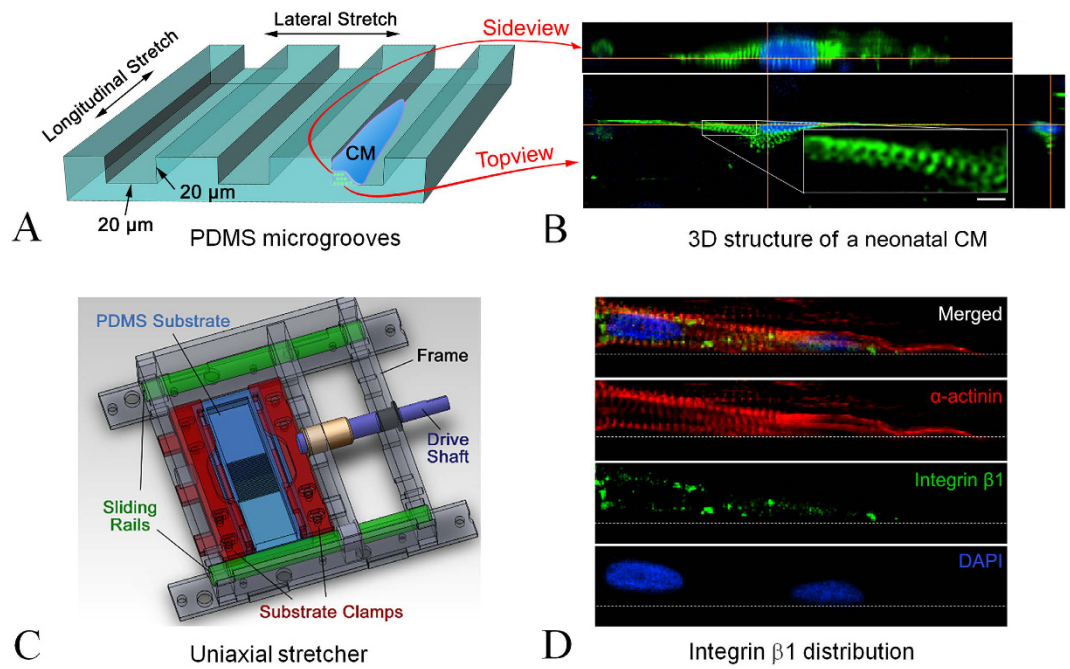 Lateral Stretch
Longitudinal Stretch
CM
Sideview
Topview
20 µm
20 µm
A
PDMS microgrooves
B
3D structure of a neonatal CM
PDMS Substrate
Frame
Drive
Shaft
Sliding
Rails
Substrate Clamps
C
Uniaxial stretcher
Merged
α-actinin
Integrin β1
DAPI
D
Integrin β1 distribution